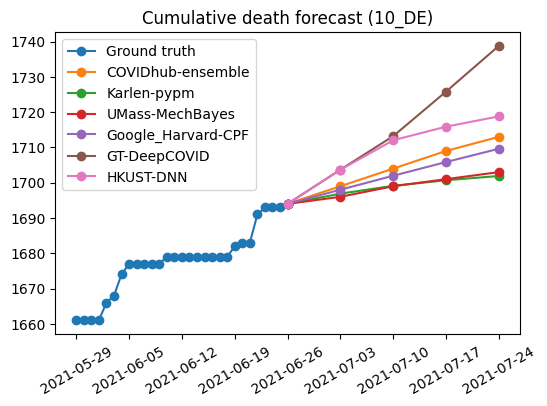 Cumulative death forecast (10_DE)
1740
1730
1720
1710
1700
1690
1680
1670
1660
Ground truth
COVIDhub-ensemble
Karlen-pypm
UMass-MechBayes
Google_Harvard-CPF
GT-DeepCOVID
HKUST-DNN
2021-05-29
2021-06-05
2021-06-12
2021-06-19
2021-06-26
2021-07-03
2021-07-10
2021-07-17
2021-07-24